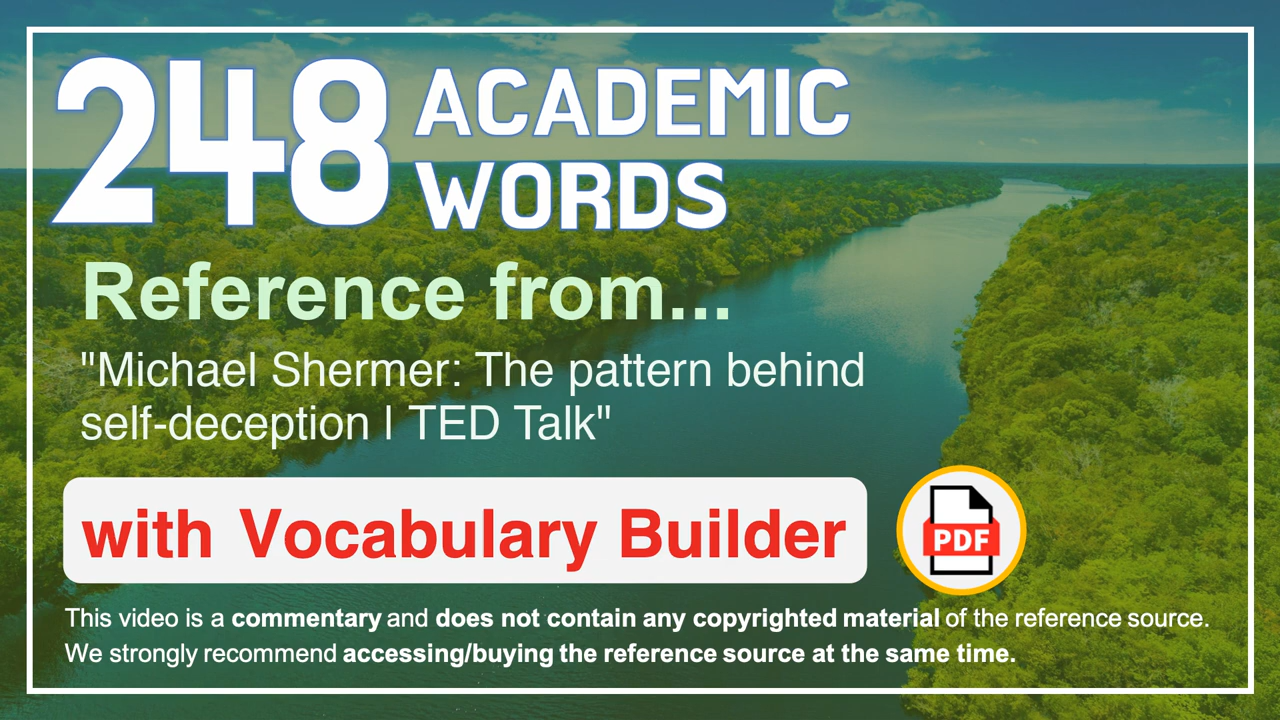 248 ACADEMIC
WORDS
Reference from...
"Michael Shermer: The pattern behind
self-deception | TED Talk"
with Vocabulary Builder
PDF
This video is a commentary and does not contain any copyrighted material of the reference source.
We strongly recommend accessing/buying the reference source at the same time.